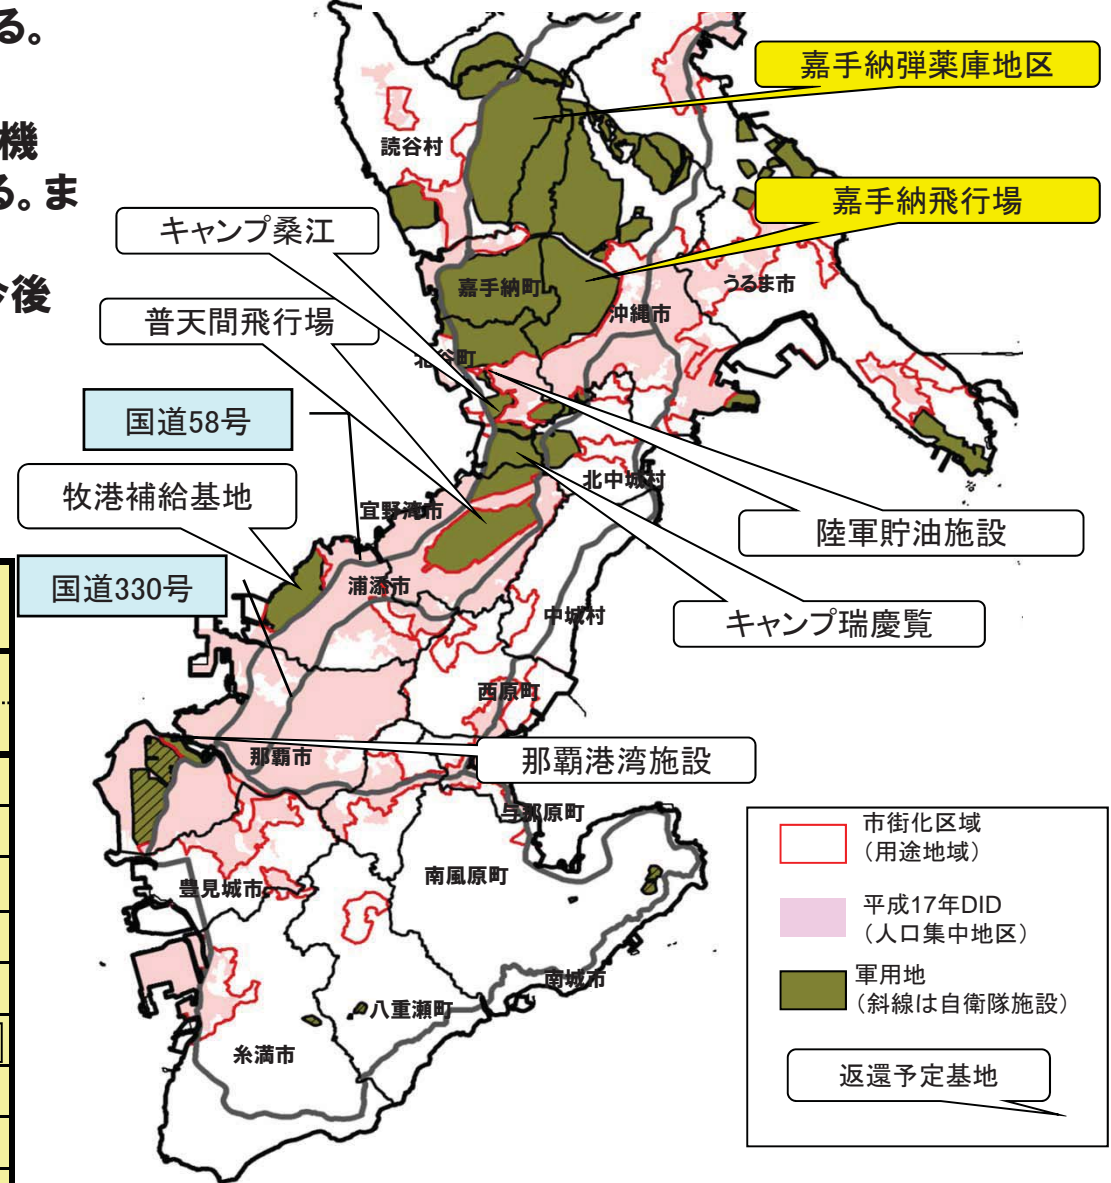 る。
機
る。ま
今後
嘉手納弾薬庫地区
読谷村
嘉手納飛行場
キャンプ桑江
嘉手納町
うるま市
沖縄市
普天間飛行場
北谷町
国道58号
牧港補給基地
北中城村
宜野湾市
陸軍貯油施設
国道330号
浦添市
中城村
キャンプ瑞慶覧
西原町
那覇市
那覇港湾施設
与那原町
市街化区域
（用途地域）
南風原町
豊見城市
平成17年DID
（人口集中地区）
軍用地
（斜線は自衛隊施設）
南城市
八重瀬町
糸満市
返還予定基地